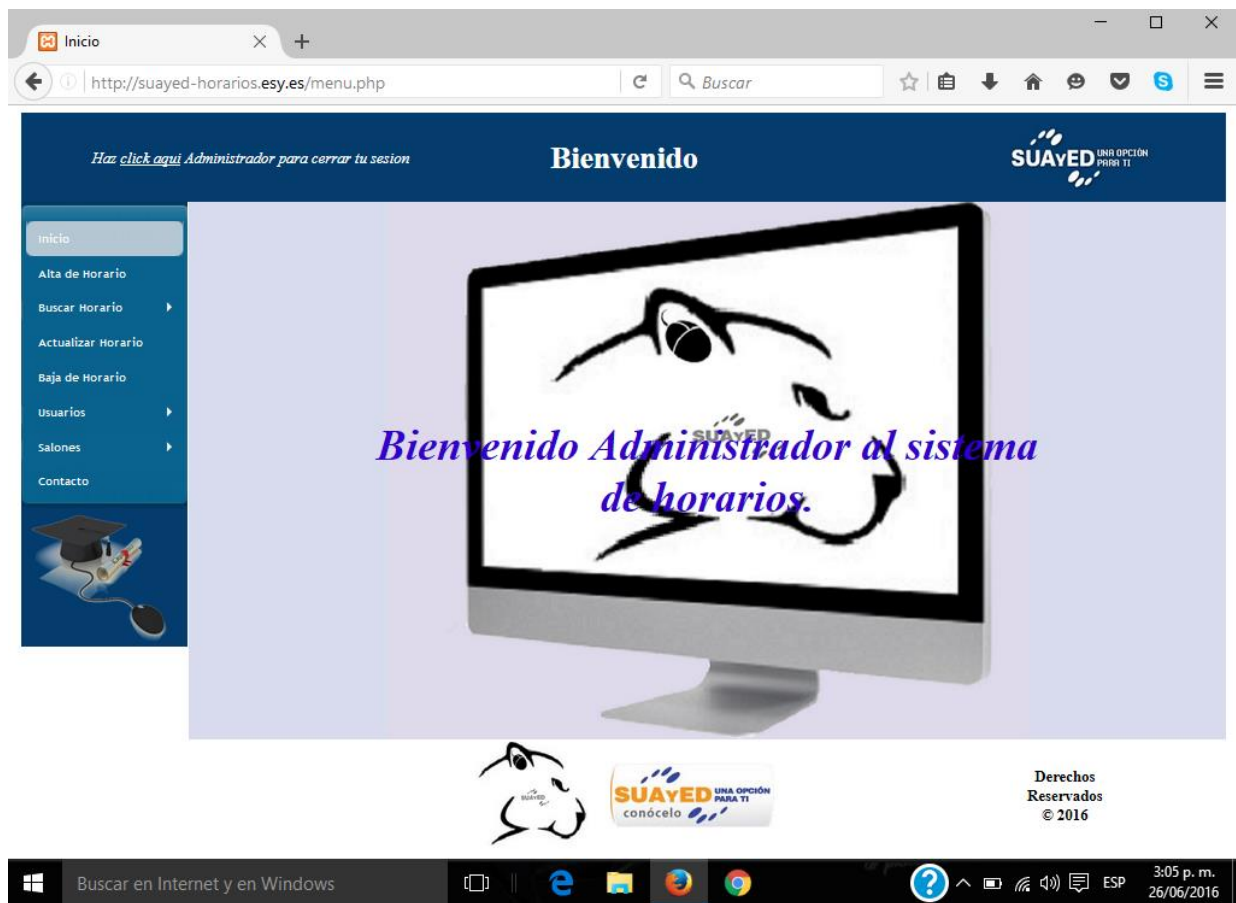 Inicio
http://suayed-horarios.esy.es/menu.php
Buscar
Haz click aqui Administrador para cerrar tu sesion
Bienvenido
SUAYED UNA OPCIÓN
PARA TI
Inicio
Alta de Horario
Buscar Horario
Actualizar Horario
Baja de Horario
Usuarios
Salones
Contacto
SUAYED
Bienvenido Administrador al sistema
de horarios.
SUAYED
SUAYED UNA OPCIÓN
PARA TI
conócelo
Derechos
Reservados
© 2016
Buscar en Internet y en Windows
ESP
3:05 p. m.
26/06/2016